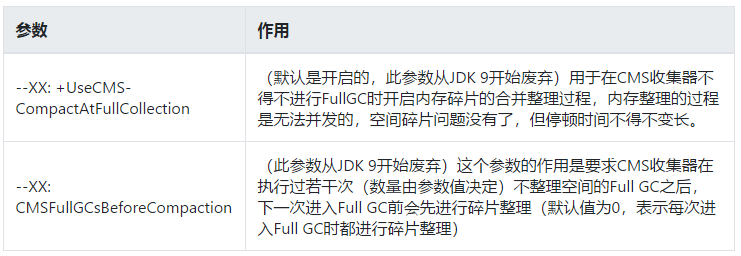 参数
作用
--XX: +UseCMS-
CompactAtFullCollection
（默认是开启的，此参数从JDK 9开始废弃）用于在CMS收集器不
得不进行FullGC时开启内存碎片的合并整理过程，内存整理的过程
是无法并发的，空间碎片问题没有了，但停顿时间不得不变长。
--XX:
CMSFullGCsBeforeCompaction
（此参数从JDK 9开始废弃）这个参数的作用是要求CMS收集器在
执行过若干次（数量由参数值决定）不整理空间的Full GC之后，
下一次进入Full GC前会先进行碎片整理（默认值为0，表示每次进
入Full GC时都进行碎片整理）